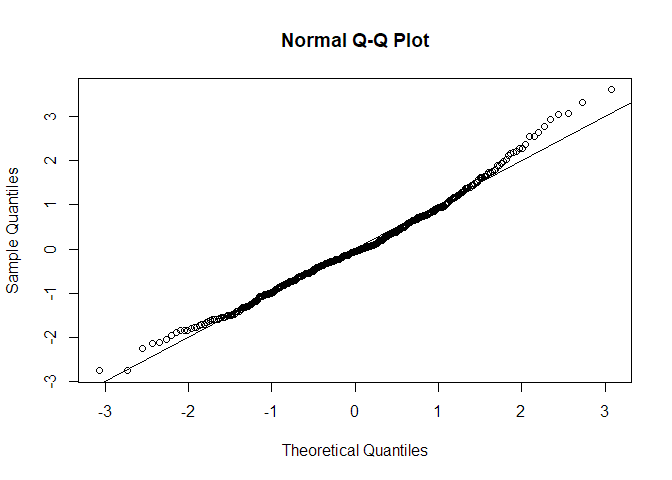 Normal Q-Q Plot
Sample Quantiles
3
2
1
0
-1
-2
-3
-3 -2 -1 0 1 2 3
Theoretical Quantiles